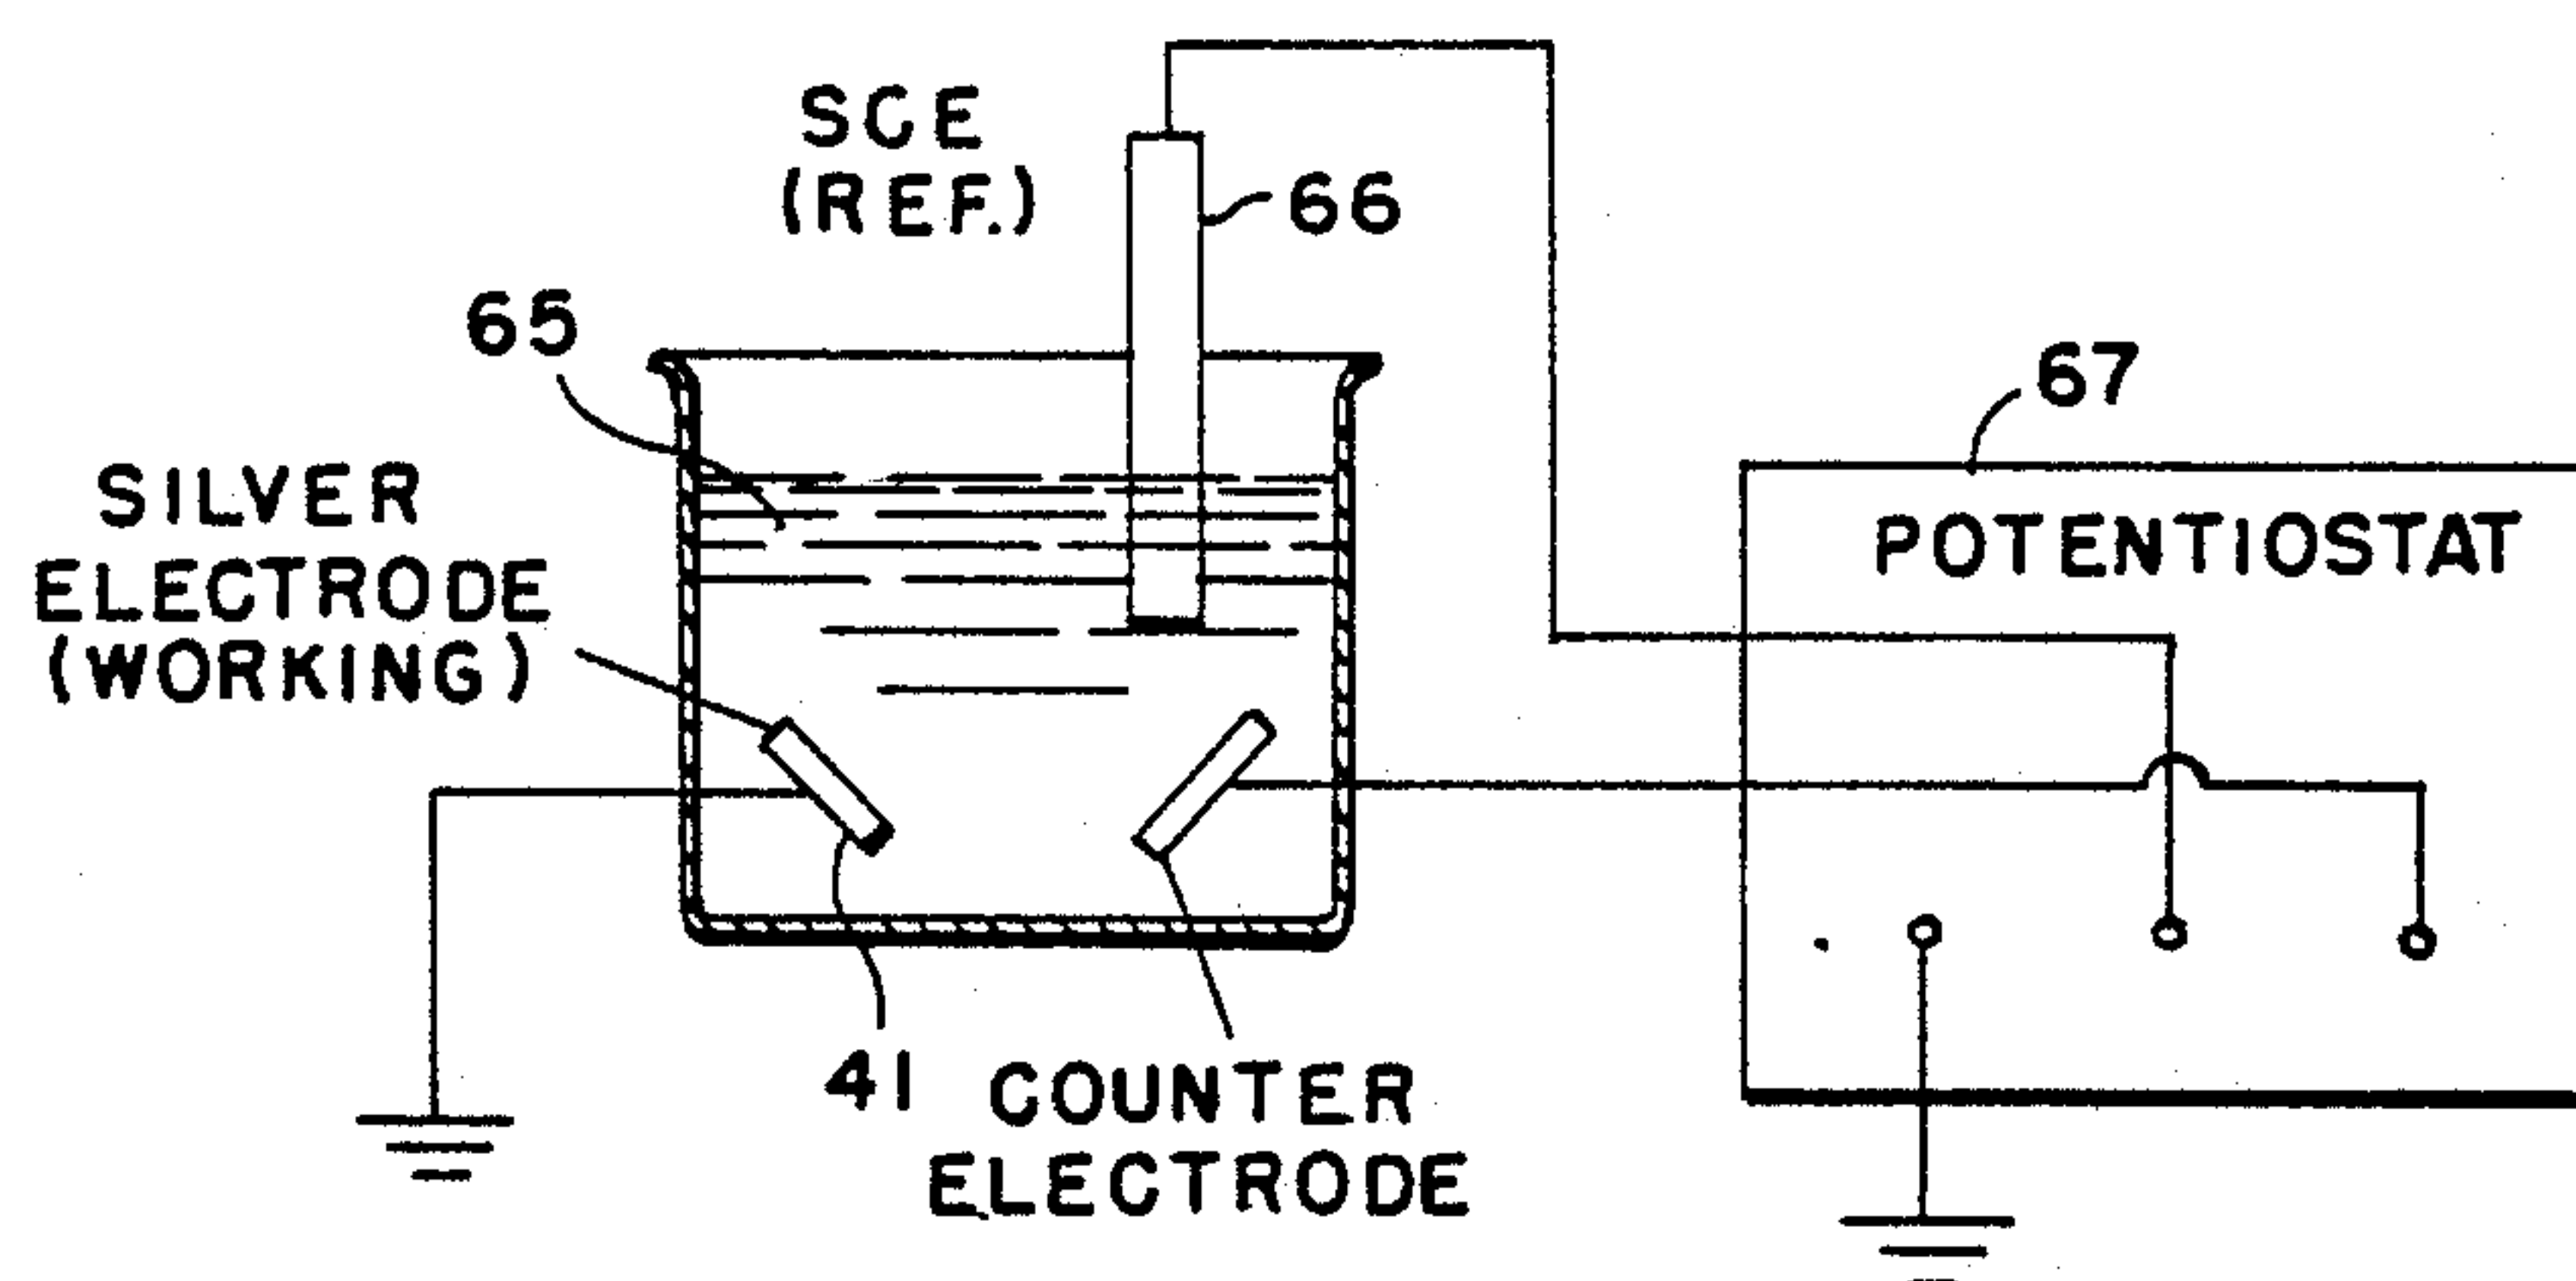 SCE
(REF.)
66
65
67
SILVER
ELECTRODE
(WORKING)
POTENTIOSTAT
41
COUNTER
ELECTRODE